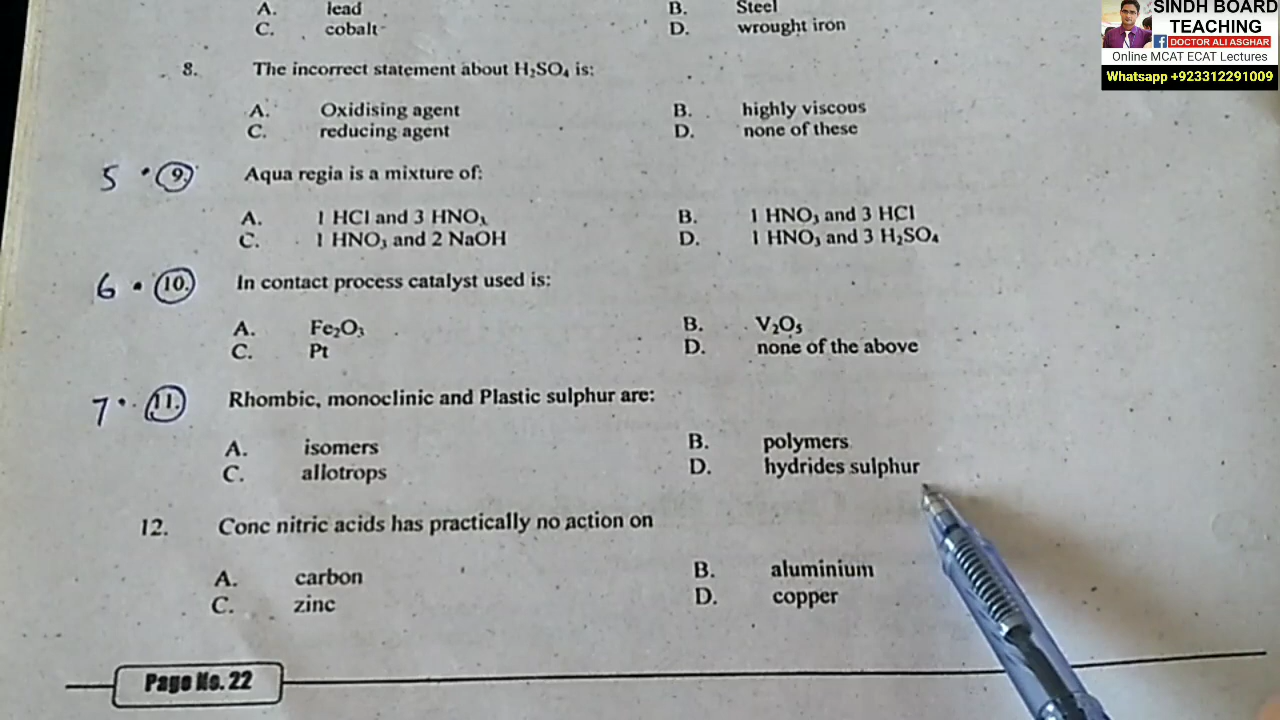 A. lead B. Steel
C. cobalt D. wrought iron
8. The incorrect statement about H₂SO₄ is:
A. Oxidising agent B. highly viscous
C. reducing agent D. none of these
5 9. Aqua regia is a mixture of:
A. 1 HCl and 3 HNO₃ B. 1 HNO₃ and 3 HCl
C. 1 HNO₃ and 2 NaOH D. 1 HNO₃ and 3 H₂SO₄
6 10. In contact process catalyst used is:
A. Fe₂O₃ B. V₂O₅
C. Pt D. none of the above
7 11. Rhombic, monoclinic and Plastic sulphur are:
A. isomers B. polymers
C. allotrops D. hydrides sulphur
12. Conc nitric acids has practically no action on
A. carbon B. aluminium
C. zinc D. copper
Page No. 22
SINDH BOARD
TEACHING
DOCTOR ALI ASGHAR
Online MCAT ECAT Lectures
Whatsapp +923312291009